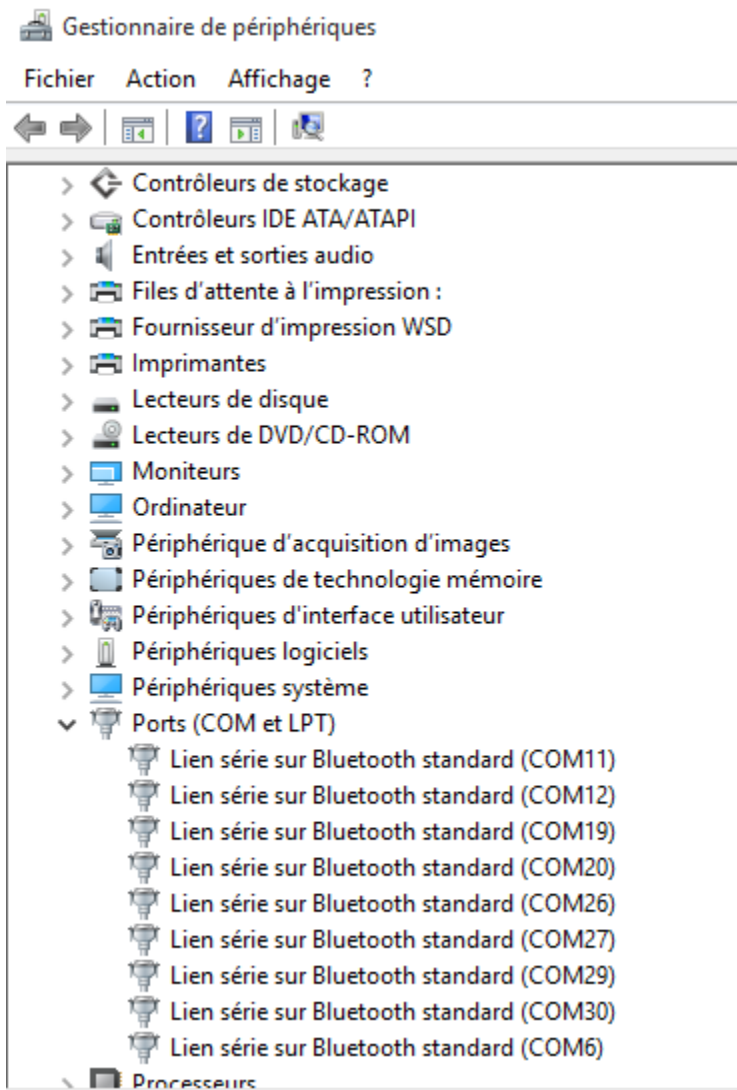 Gestionnaire de périphériques
Fichier Action Affichage ?
Contrôleurs de stockage
Contrôleurs IDE ATA/ATAPI
Entrées et sorties audio
Files d'attente à l'impression :
Fournisseur d'impression WSD
Imprimantes
Lecteurs de disque
Lecteurs de DVD/CD-ROM
Moniteurs
Ordinateur
Périphérique d'acquisition d'images
Périphériques de technologie mémoire
Périphériques d'interface utilisateur
Périphériques logiciels
Périphériques système
Ports (COM et LPT)
Lien série sur Bluetooth standard (COM11)
Lien série sur Bluetooth standard (COM12)
Lien série sur Bluetooth standard (COM19)
Lien série sur Bluetooth standard (COM20)
Lien série sur Bluetooth standard (COM26)
Lien série sur Bluetooth standard (COM27)
Lien série sur Bluetooth standard (COM29)
Lien série sur Bluetooth standard (COM30)
Lien série sur Bluetooth standard (COM6)
Processeurs